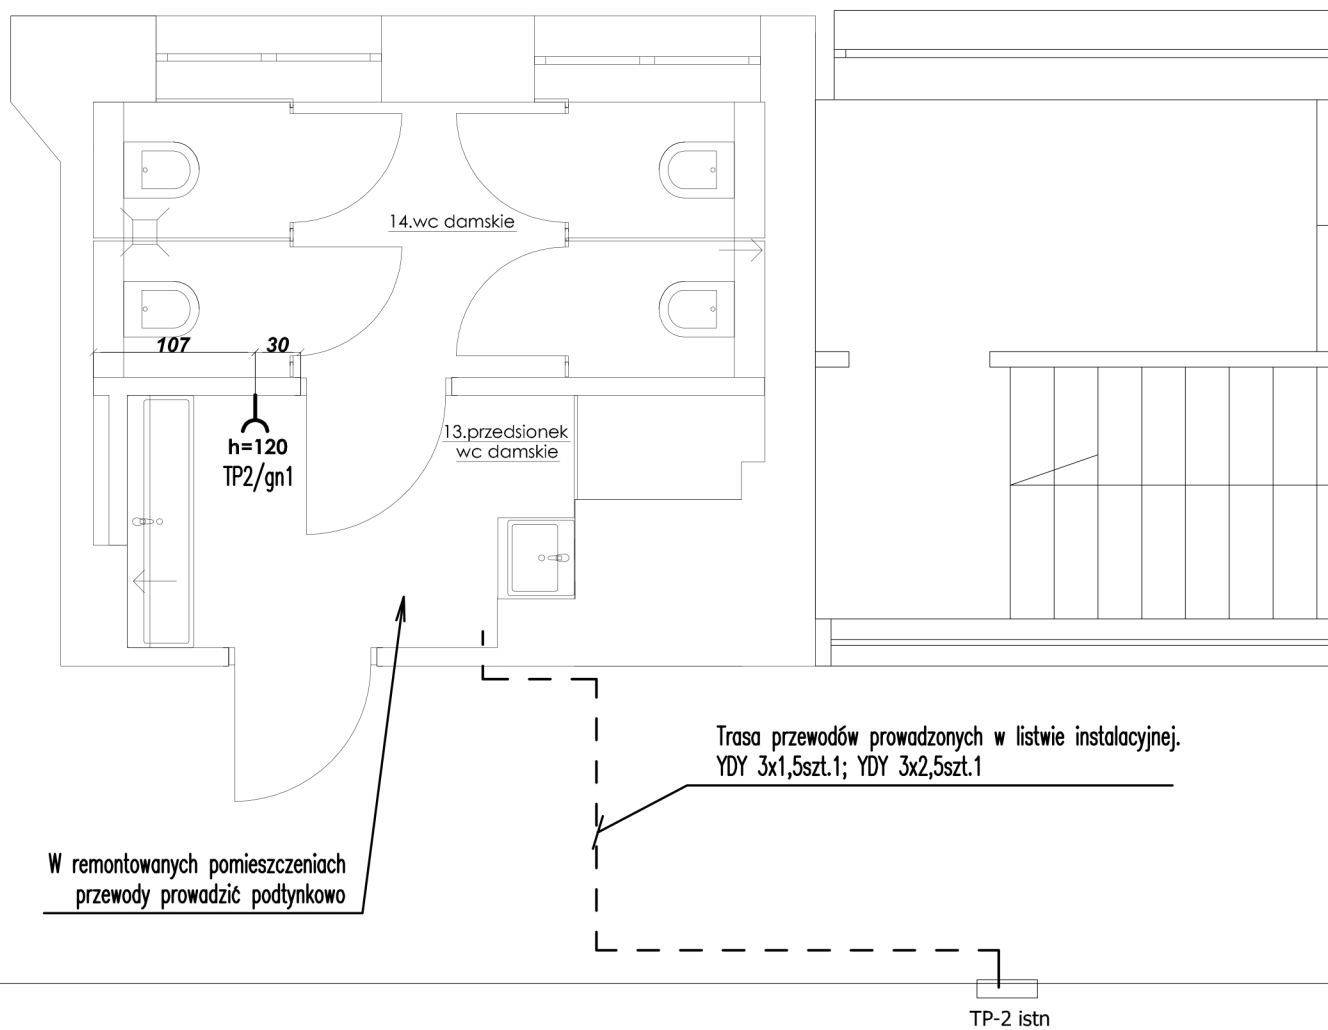 14.wc damskie
107
30
h=120
TP2/gn1
13.przedsionek
wc damskie
Trasa przewodów prowadzonych w listwie instalacyjnej.
YDY 3x1,5szt.1; YDY 3x2,5szt.1
W remontowanych pomieszczeniach
przewody prowadzić podtynkowo
TP-2 istn